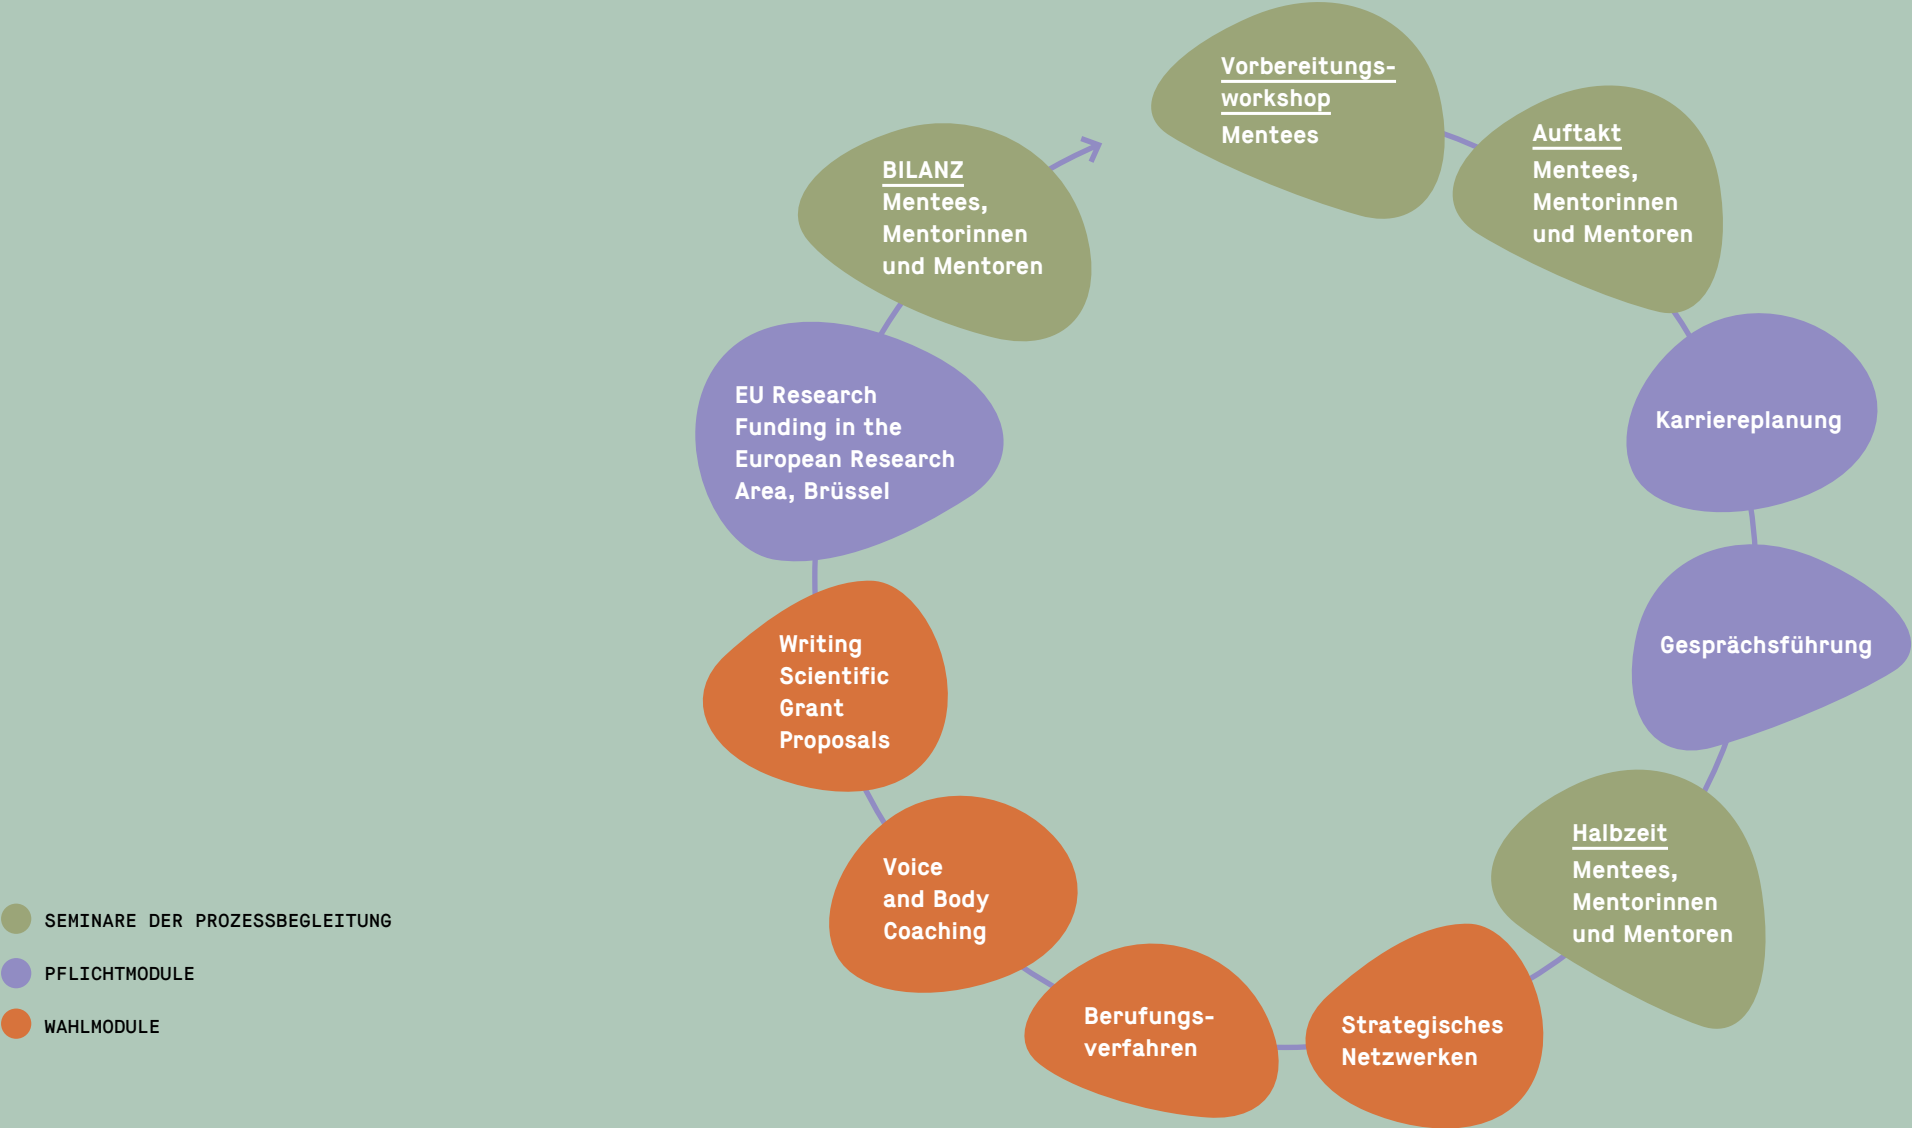 Vorbereitungs-
workshop
Mentees
Auftakt
Mentees,
Mentorinnen
und Mentoren
Karriereplanung
Gesprächsführung
Halbzeit
Mentees,
Mentorinnen
und Mentoren
Strategisches
Netzwerken
Berufungs-
verfahren
Voice
and Body
Coaching
Writing
Scientific
Grant
Proposals
EU Research
Funding in the
European Research
Area, Brüssel
BILANZ
Mentees,
Mentorinnen
und Mentoren
SEMINARE DER PROZESSBEGLEITUNG
PFLICHTMODULE
WAHLMODULE